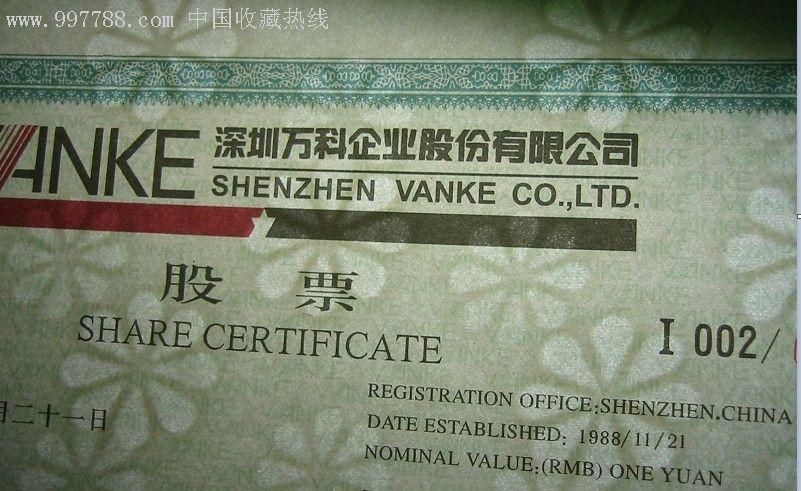 www.997788.com 中国收藏热线
VANKE
深圳万科企业股份有限公司
SHENZHEN VANKE CO.,LTD.
股票
SHARE CERTIFICATE
I 002/
REGISTRATION OFFICE:SHENZHEN.CHINA
月二十一日
DATE ESTABLISHED: 1988/11/21
NOMINAL VALUE:(RMB) ONE YUAN